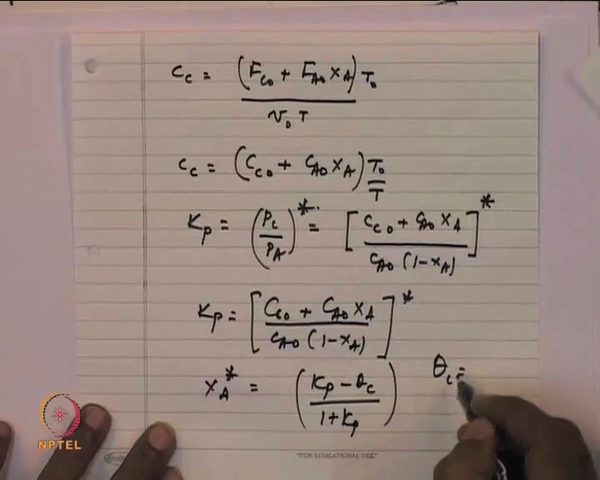 C_C = (F_C0 + F_A0 X_A) T_0 / v_0 T
C_C = (C_C0 + C_A0 X_A) T_0 / T
K_p = (P_C / P_A)^* = [C_C0 + C_A0 X_A / C_A0 (1 - X_A)]^*
K_p = [C_C0 + C_A0 X_A / C_A0 (1 - X_A)]^*
X_A^* = (K_p - θ_C / 1 + K_p) θ_C =
NPTEL
"FOR EDUCATIONAL USE"